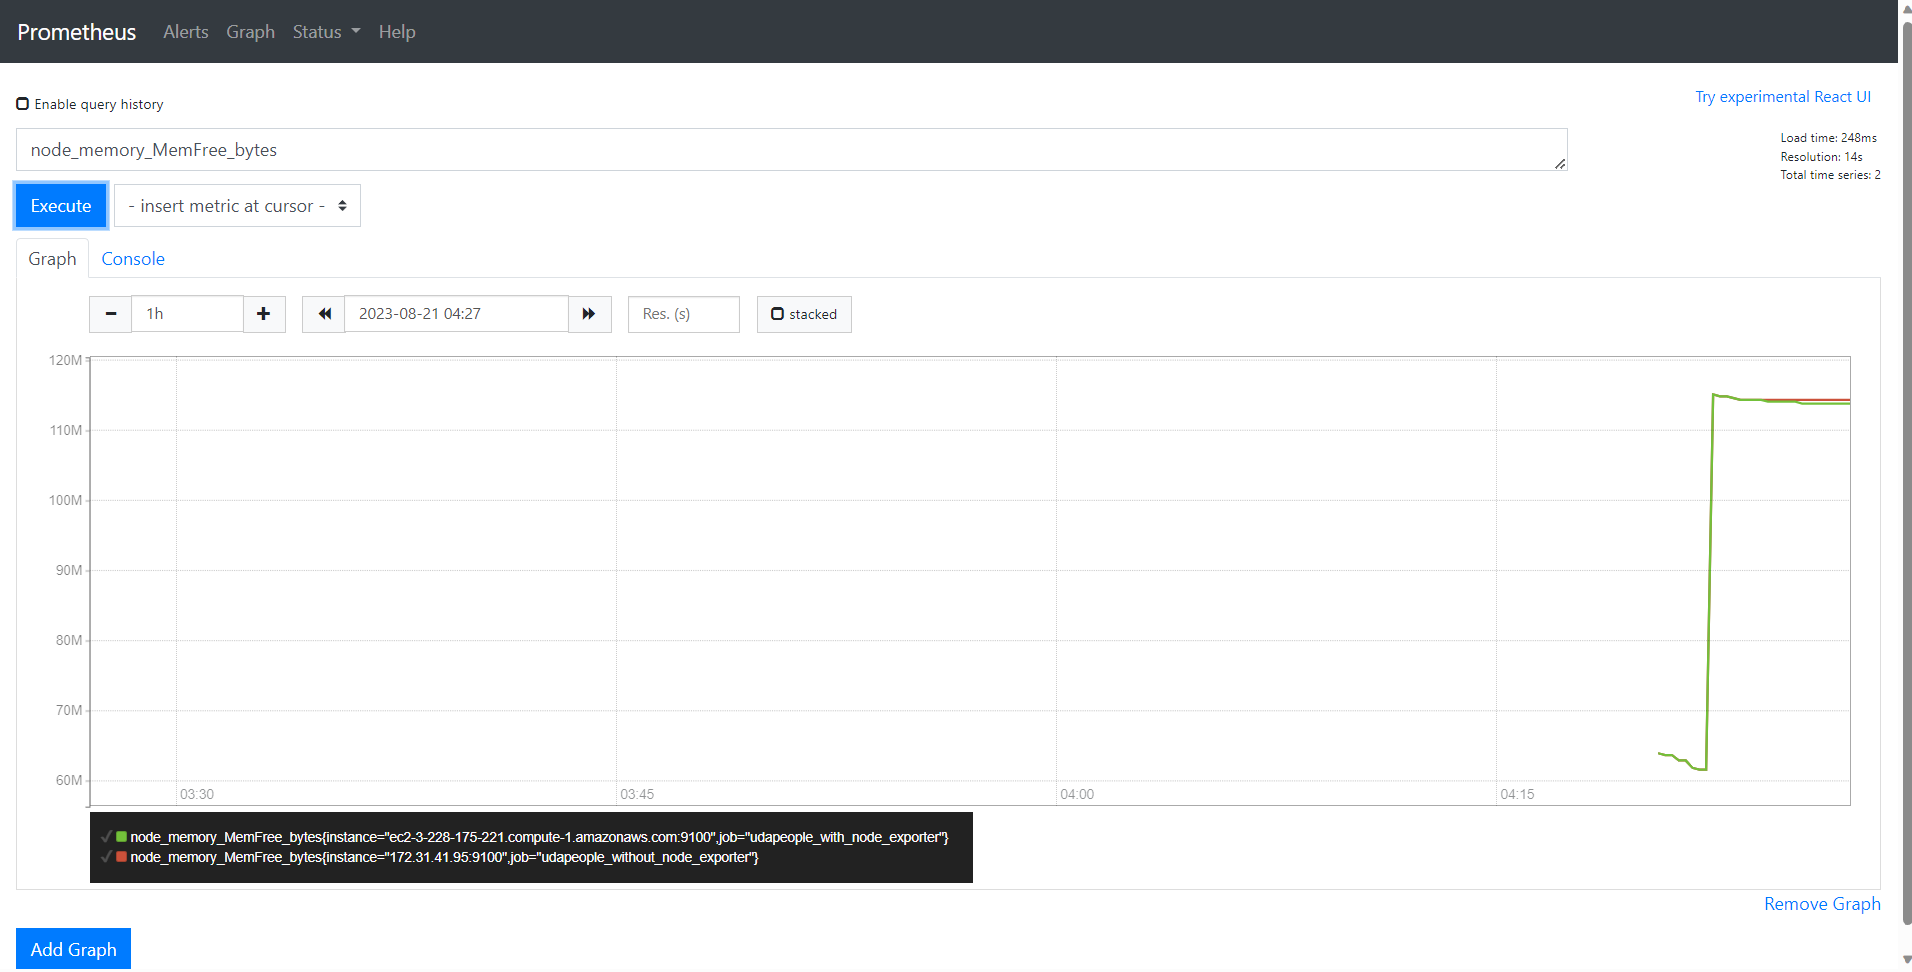 Prometheus Alerts Graph Status Help
Enable query history
Try experimental React UI
node_memory_MemFree_bytes
Load time: 248ms
Resolution: 14s
Total time series: 2
Execute - insert metric at cursor -
Graph Console
1h 2023-08-21 04:27 Res. (s) stacked
120M
110M
100M
90M
80M
70M
60M
03:30 03:45 04:00 04:15
node_memory_MemFree_bytes{instance="ec2-3-228-175-221.compute-1.amazonaws.com:9100",job="udapeople_with_node_exporter"}
node_memory_MemFree_bytes{instance="172.31.41.95:9100",job="udapeople_without_node_exporter"}
Remove Graph
Add Graph